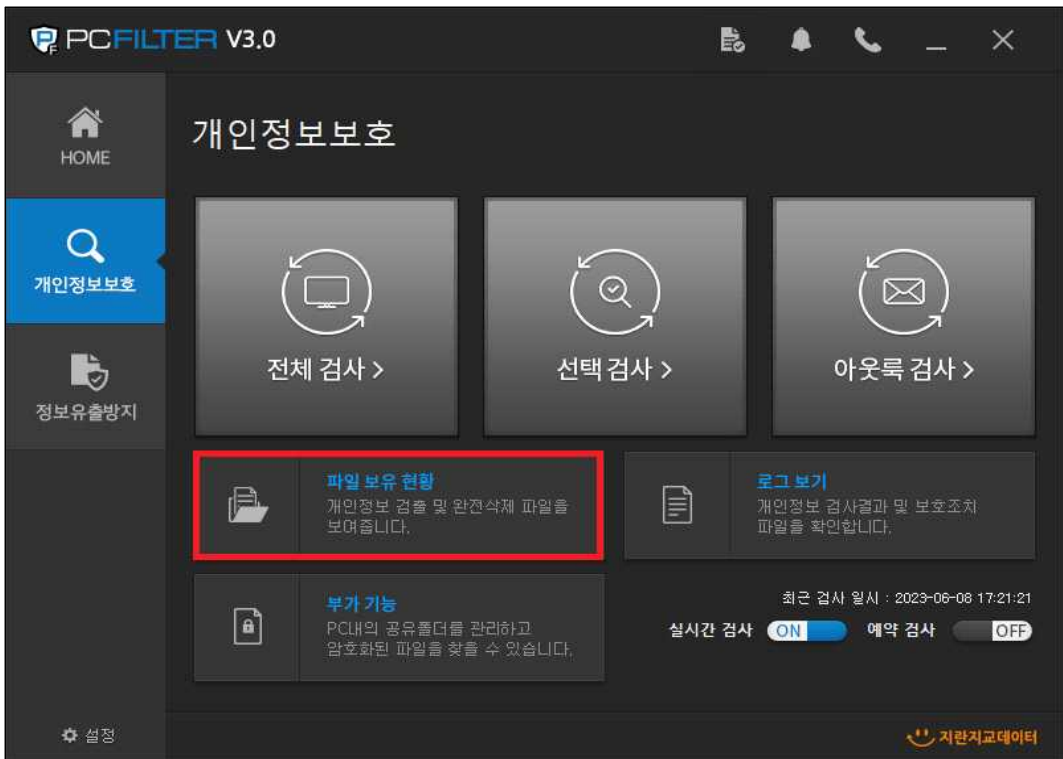 PCFILTER V3.0
HOME
개인정보보호
정보유출방지
설정
개인정보보호
전체 검사 >
선택 검사 >
아웃룩 검사 >
파일 보유 현황
개인정보 검출 및 완전삭제 파일을
보여줍니다.
로그 보기
개인정보 검사결과 및 보호조치
파일을 확인합니다.
부가 기능
PC내의 공유폴더를 관리하고
암호화된 파일을 찾을 수 있습니다.
최근 검사 일시 : 2023-06-08 17:21:21
실시간 검사 ON 예약 검사 OFF
지란지교데이터